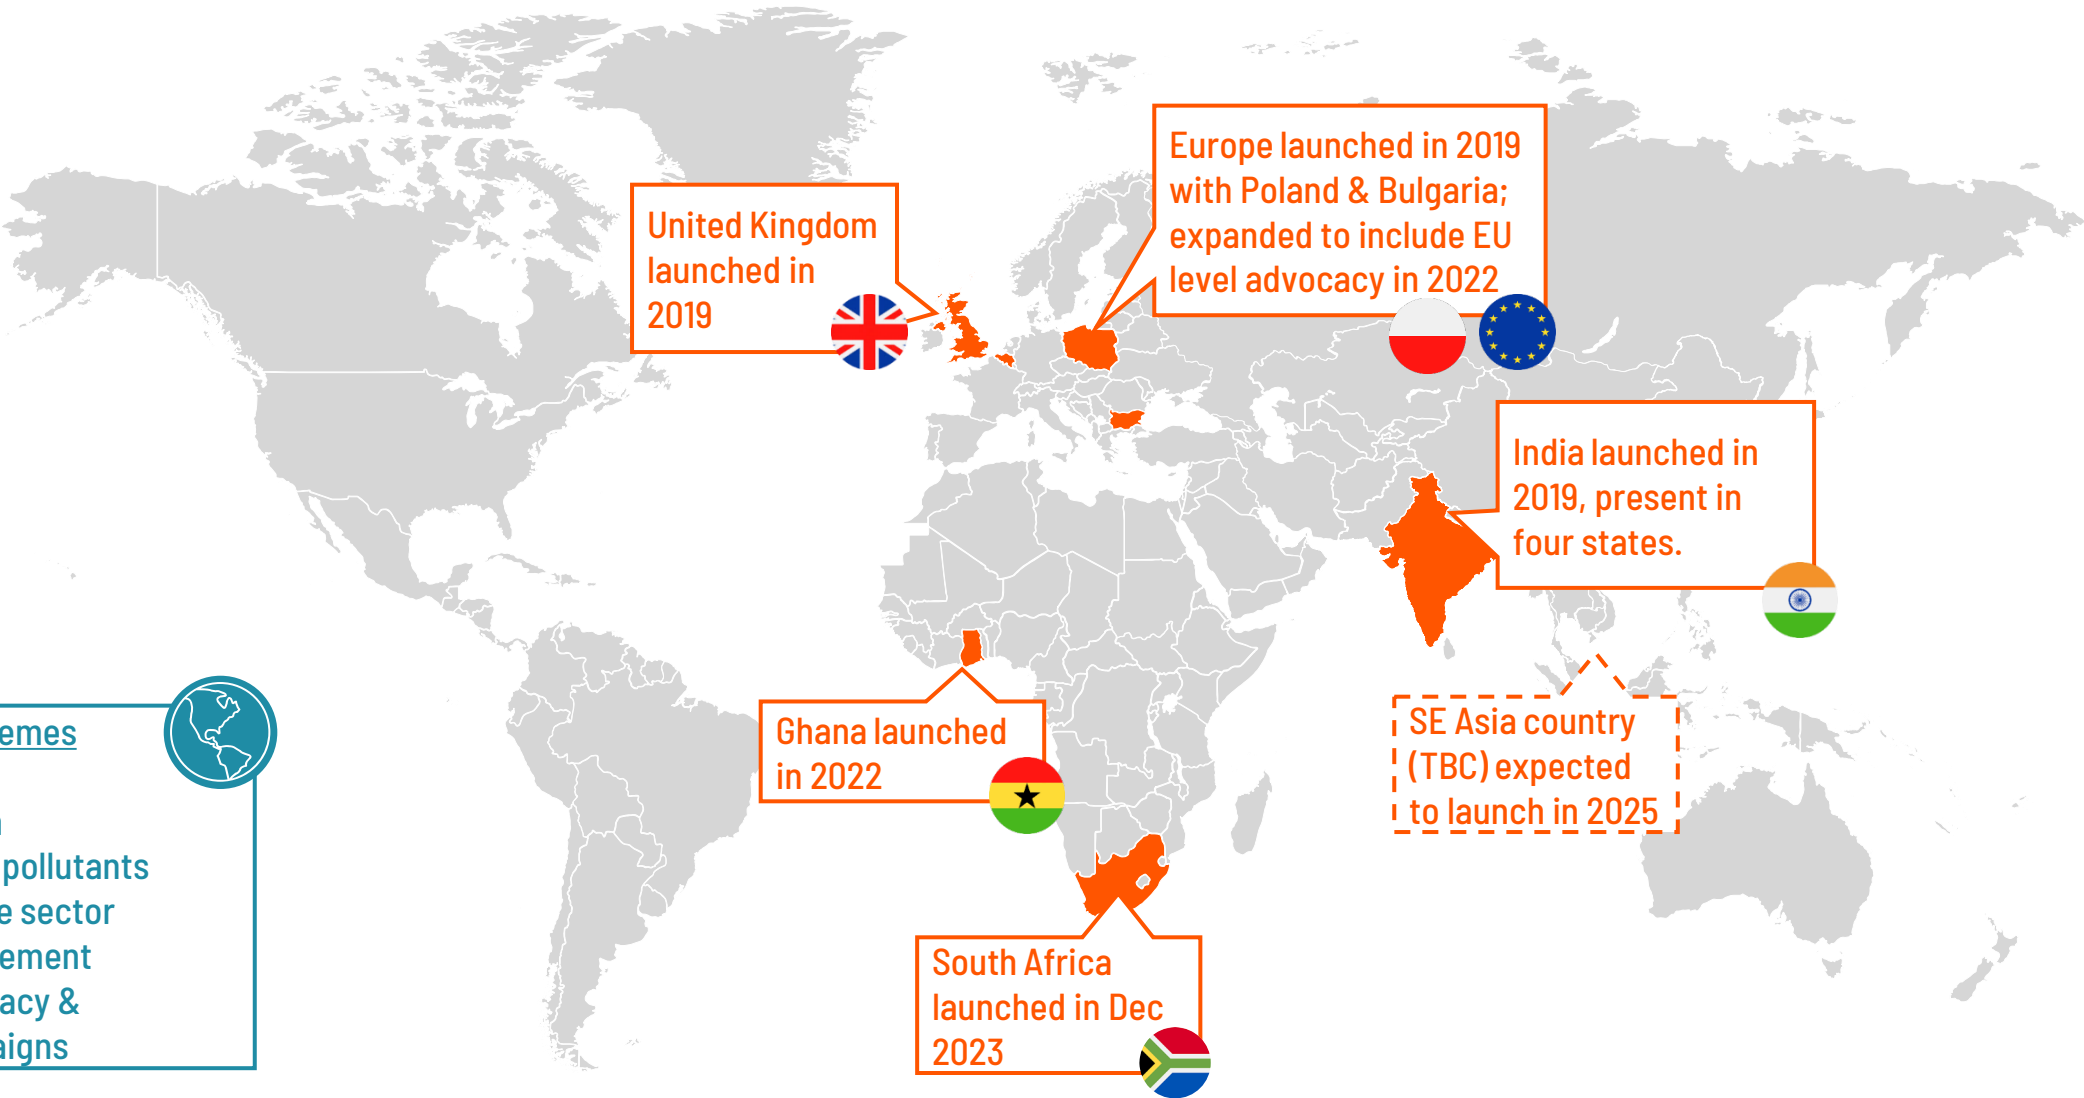 United Kingdom
launched in
2019
Europe launched in 2019
with Poland & Bulgaria;
expanded to include EU
level advocacy in 2022
India launched in
2019, present in
four states.
Ghana launched
in 2022
SE Asia country
(TBC) expected
to launch in 2025
South Africa
launched in Dec
2023
emes
pollutants
e sector
ement
acy &
aigns